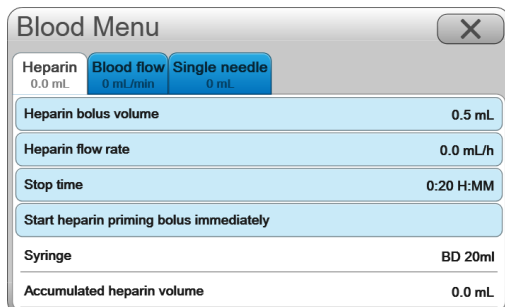 Blood Menu
Heparin Blood flow Single needle
0.0 mL 0 mL/min 0 mL
Heparin bolus volume 0.5 mL
Heparin flow rate 0.0 mL/h
Stop time 0:20 H:MM
Start heparin priming bolus immediately
Syringe BD 20ml
Accumulated heparin volume 0.0 mL